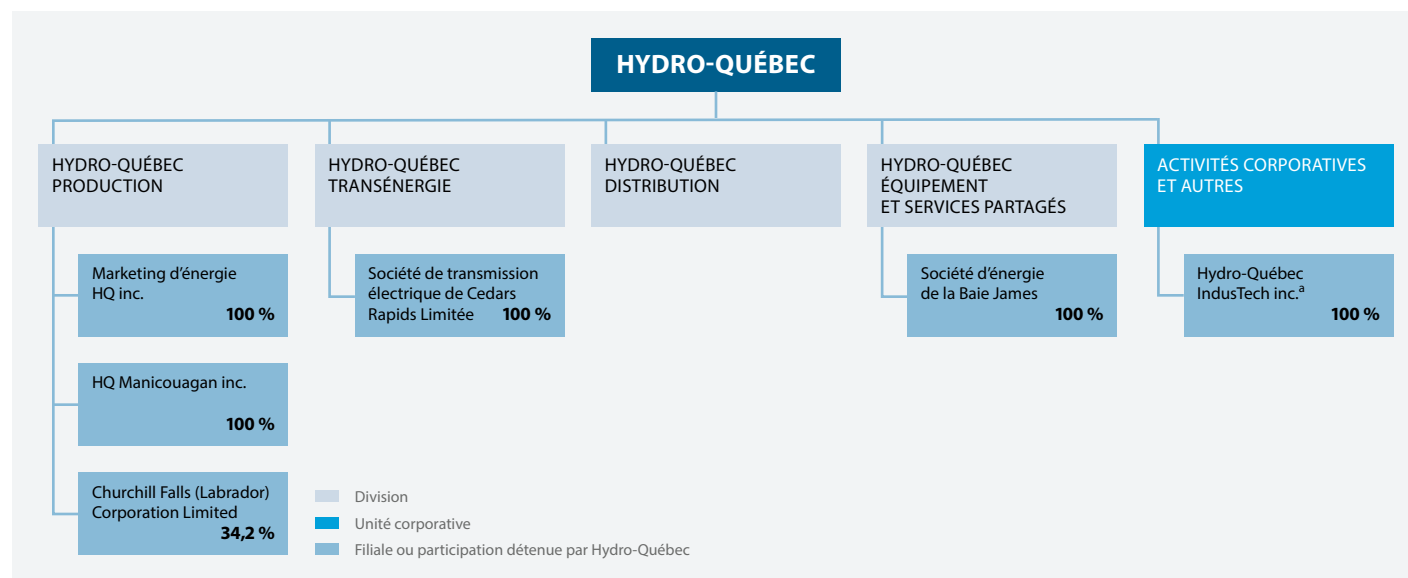 HYDRO-QUÉBEC
HYDRO-QUÉBEC
PRODUCTION
HYDRO-QUÉBEC
TRANSÉNERGIE
HYDRO-QUÉBEC
DISTRIBUTION
HYDRO-QUÉBEC
ÉQUIPEMENT
ET SERVICES PARTAGÉS
ACTIVITÉS CORPORATIVES
ET AUTRES
Marketing d’énergie
HQ inc.
100 %
Société de transmission
électrique de Cedars
Rapids Limitée 100 %
Société d’énergie
de la Baie James
100 %
Hydro-Québec
IndusTech inc.a
100 %
HQ Manicouagan inc.
100 %
Churchill Falls (Labrador)
Corporation Limited
34,2 %
Division
Unité corporative
Filiale ou participation détenue par Hydro-Québec